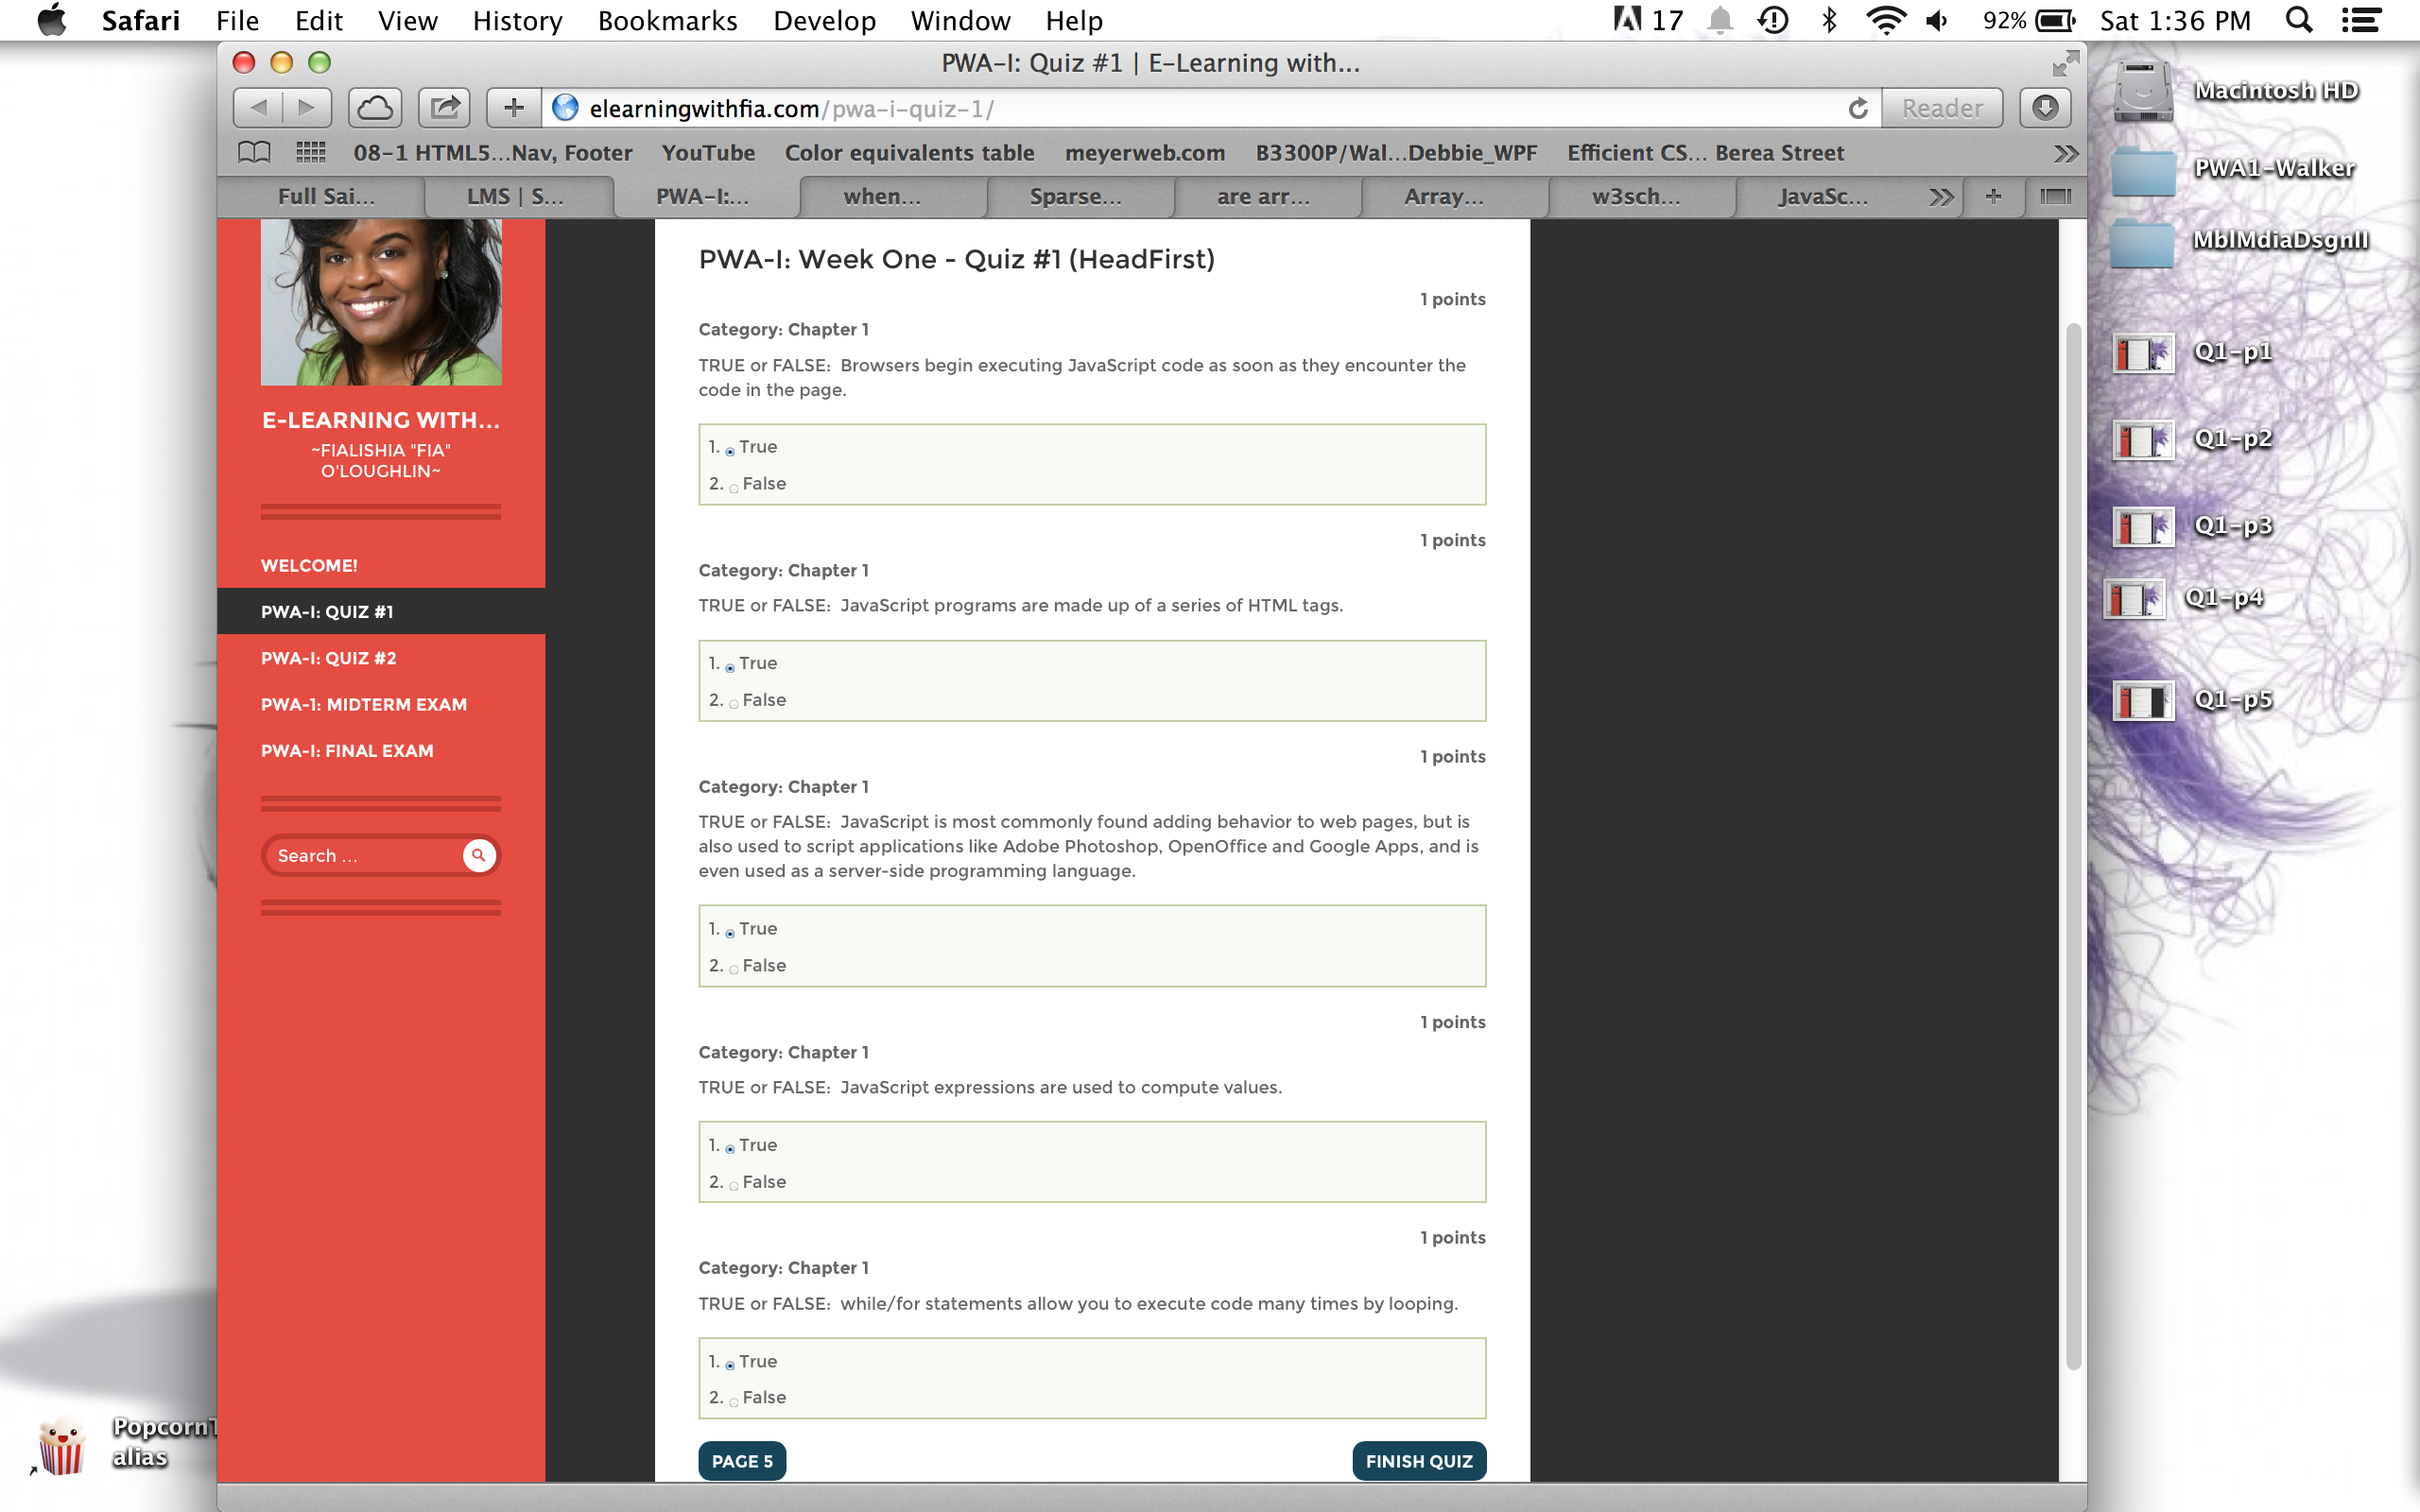 Safari File Edit View History Bookmarks Develop Window Help 17 92% Sat 1:36 PM
PWA-I: Quiz #1 | E-Learning with...
elearningwithfia.com/pwa-i-quiz-1/ Reader
08-1 HTML5...Nav, Footer YouTube Color equivalents table meyerweb.com B3300P/Wal...Debbie_WPF Efficient CS... Berea Street
Full Sai... LMS | S... PWA-I:... when... Sparse... are arr... Array... w3sch... JavaSc...
E-LEARNING WITH...
~FIALISHIA "FIA"
O'LOUGHLIN~
WELCOME!
PWA-I: QUIZ #1
PWA-I: QUIZ #2
PWA-1: MIDTERM EXAM
PWA-I: FINAL EXAM
Search ...
PWA-I: Week One - Quiz #1 (HeadFirst)
1 points
Category: Chapter 1
TRUE or FALSE: Browsers begin executing JavaScript code as soon as they encounter the
code in the page.
1. True
2. False
1 points
Category: Chapter 1
TRUE or FALSE: JavaScript programs are made up of a series of HTML tags.
1. True
2. False
1 points
Category: Chapter 1
TRUE or FALSE: JavaScript is most commonly found adding behavior to web pages, but is
also used to script applications like Adobe Photoshop, OpenOffice and Google Apps, and is
even used as a server-side programming language.
1. True
2. False
1 points
Category: Chapter 1
TRUE or FALSE: JavaScript expressions are used to compute values.
1. True
2. False
1 points
Category: Chapter 1
TRUE or FALSE: while/for statements allow you to execute code many times by looping.
1. True
2. False
PAGE 5 FINISH QUIZ
Macintosh HD
PWA1-Walker
MblMdiaDsgnII
Q1-p1
Q1-p2
Q1-p3
Q1-p4
Q1-p5
PopcornT
alias